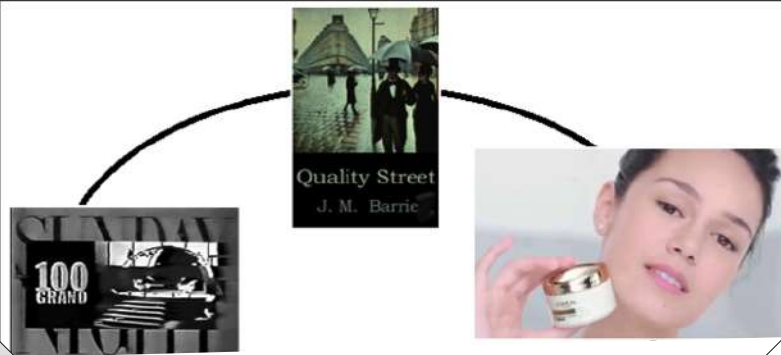 Quality Street
J. M. Barrie
SUNDAY
100
GRAND
NIGHT